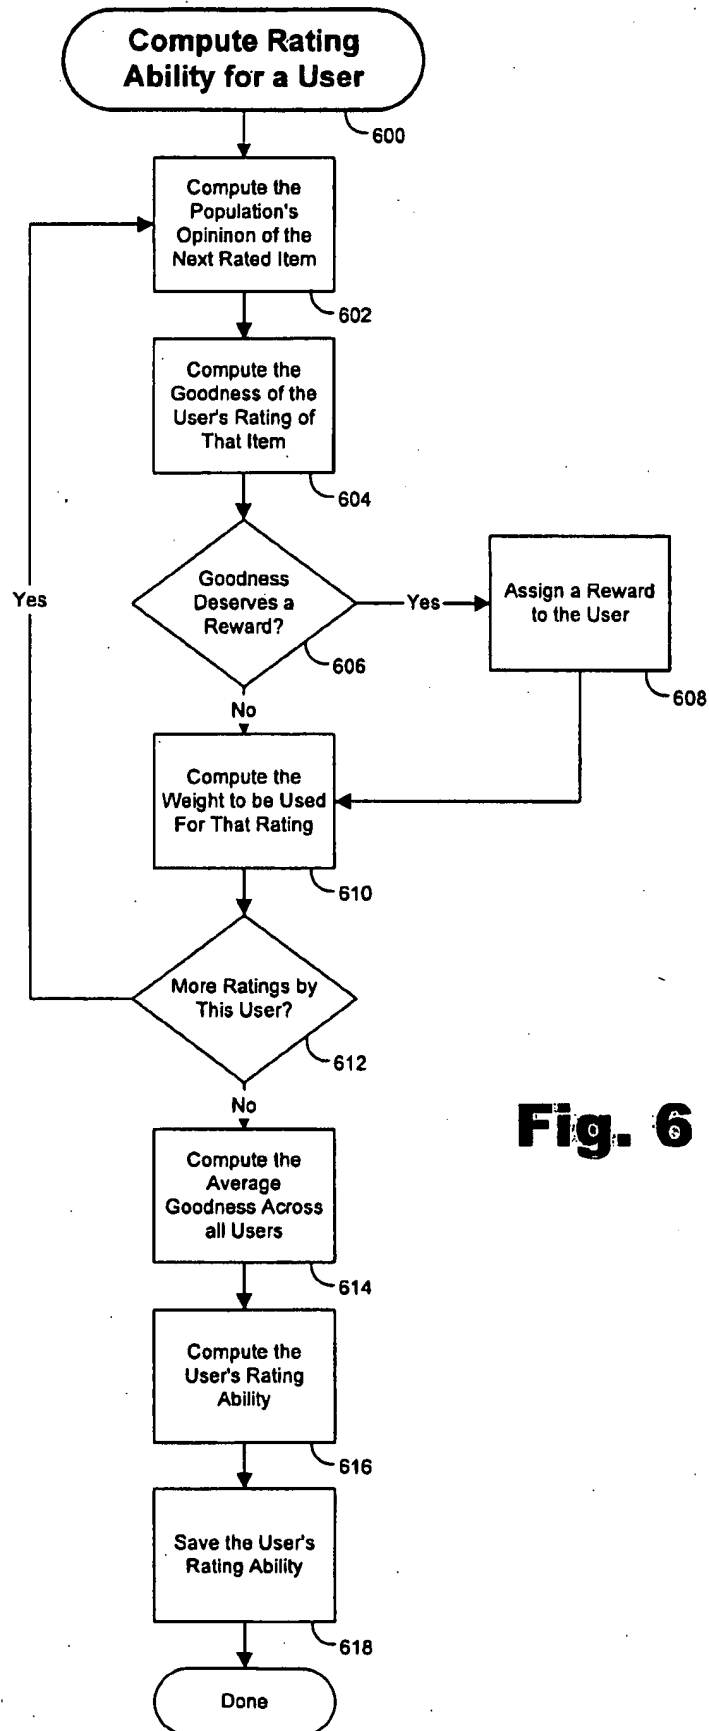 Compute Rating
Ability for a User
600
Compute the
Population's
Opininon of the
Next Rated Item
602
Compute the
Goodness of the
User's Rating of
That Item
604
Goodness
Deserves a
Reward?
606
Yes
Assign a Reward
to the User
608
Yes
No
Compute the
Weight to be Used
For That Rating
610
More Ratings by
This User?
612
No
Fig. 6
Compute the
Average
Goodness Across
all Users
614
Compute the
User's Rating
Ability
616
Save the User's
Rating Ability
618
Done